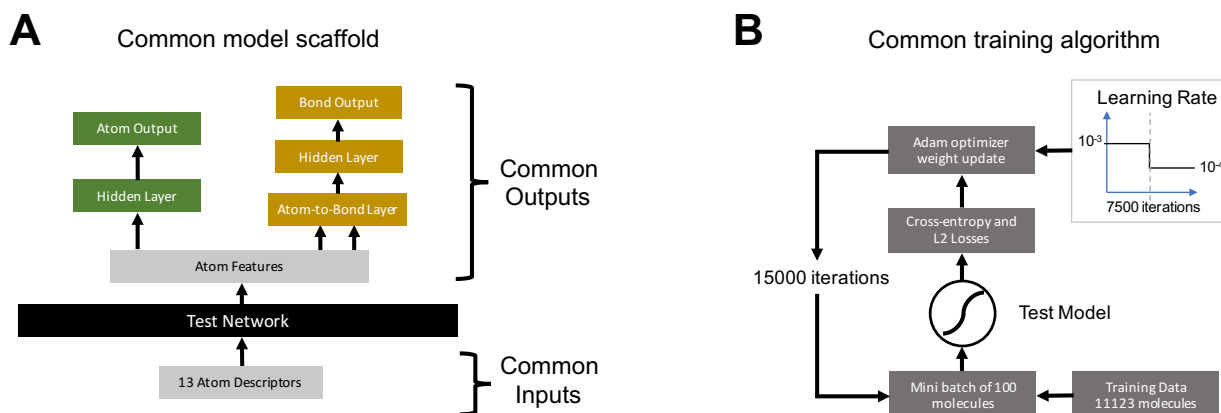 A
Common model scaffold
Bond Output
Atom Output
Hidden Layer
Hidden Layer
Atom-to-Bond Layer
Common
Outputs
Atom Features
Test Network
13 Atom Descriptors
Common
Inputs
B
Common training algorithm
Learning Rate
10⁻³
10⁻⁴
7500 iterations
Adam optimizer
weight update
Cross-entropy and
L2 Losses
15000 iterations
Test Model
Mini batch of 100
molecules
Training Data
11123 molecules